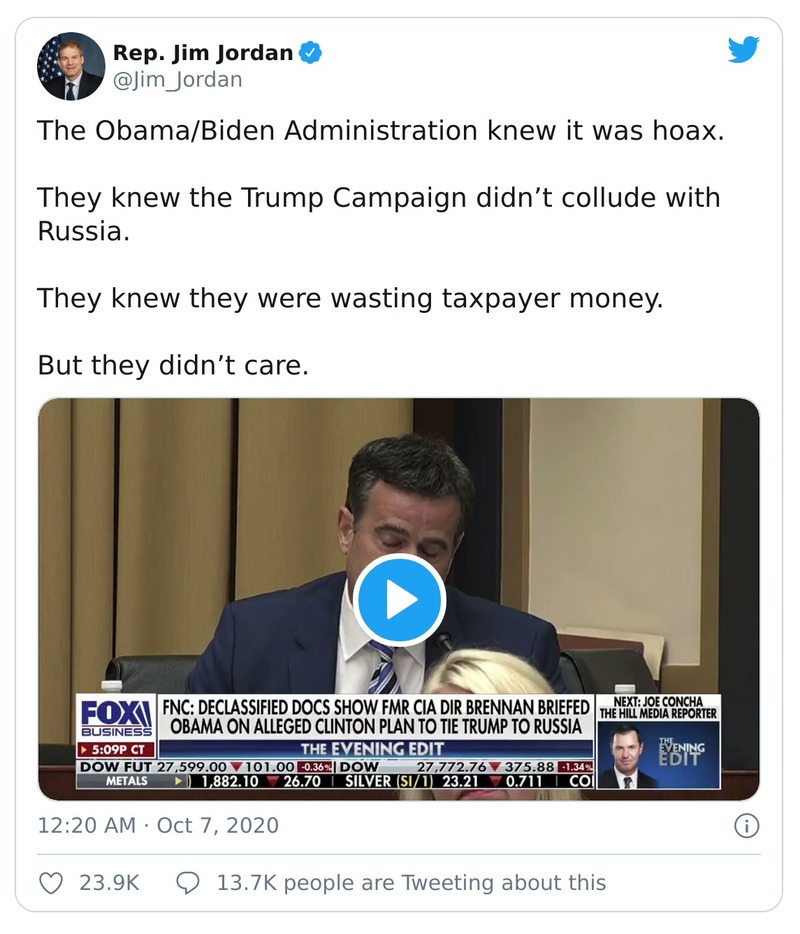 Rep. Jim Jordan
@Jim_Jordan
The Obama/Biden Administration knew it was hoax.
They knew the Trump Campaign didn’t collude with
Russia.
They knew they were wasting taxpayer money.
But they didn’t care.
FOX
BUSINESS
5:09P CT
FNC: DECLASSIFIED DOCS SHOW FMR CIA DIR BRENNAN BRIEFED
OBAMA ON ALLEGED CLINTON PLAN TO TIE TRUMP TO RUSSIA
THE EVENING EDIT
NEXT: JOE CONCHA
THE HILL MEDIA REPORTER
THE
EVENING
EDIT
DOW FUT 27,599.00 ▼ 101.00 -0.36% DOW 27,772.76 ▼ 375.88 -1.34%
METALS ) 1,882.10 ▼ 26.70 SILVER (SI/1) 23.21 ▼ 0.711 CO
12:20 AM · Oct 7, 2020
23.9K 13.7K people are Tweeting about this